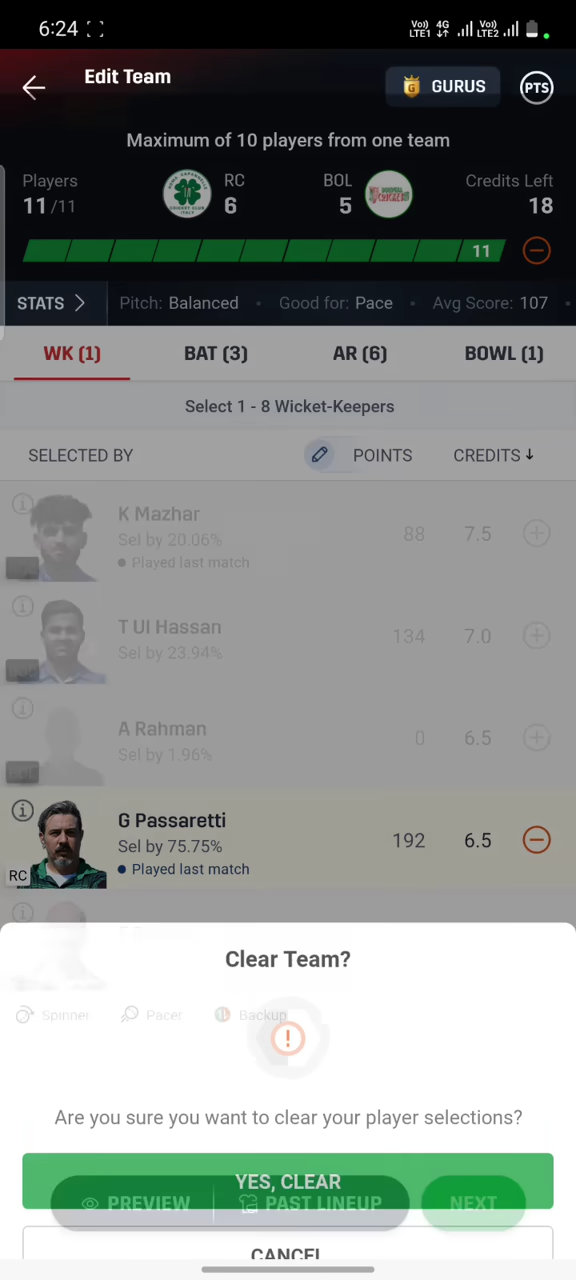 6:24
Vo)) LTE1 4G Vo)) LTE2
Edit Team
GURUS
PTS
Maximum of 10 players from one team
Players
11/11
RC
6
BOL
5
Credits Left
18
11
STATS
Pitch: Balanced • Good for: Pace • Avg Score: 107
WK (1) BAT (3) AR (6) BOWL (1)
Select 1 - 8 Wicket-Keepers
SELECTED BY POINTS CREDITS
K Mazhar
Sel by 20.06%
88 7.5
Played last match
T Ul Hassan
Sel by 23.94%
134 7.0
A Rahman
Sel by 1.96%
0 6.5
G Passaretti
Sel by 75.75%
192 6.5
Played last match
RC
Clear Team?
Spinner Pacer Backup
Are you sure you want to clear your player selections?
YES, CLEAR
PREVIEW PAST LINEUP NEXT
CANCEL